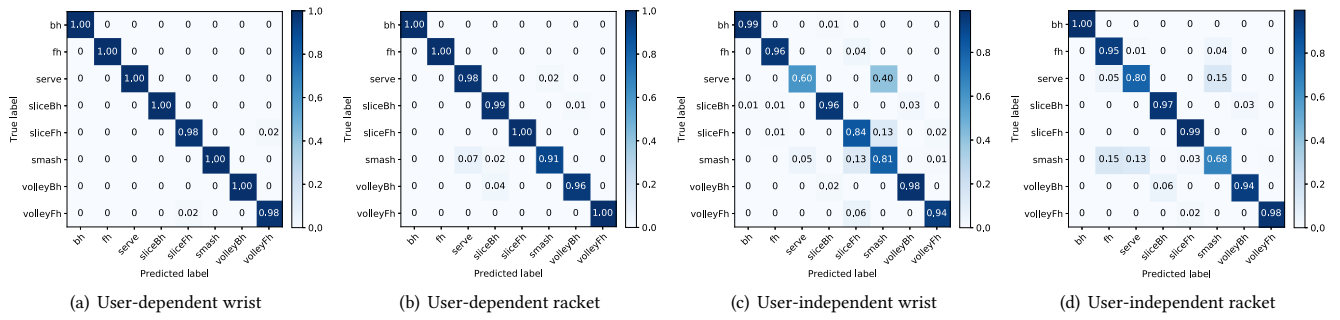 True label
bh 1.00 0 0 0 0 0 0 0
fh 0 1.00 0 0 0 0 0 0
serve 0 0 1.00 0 0 0 0 0
sliceBh 0 0 0 1.00 0 0 0 0
sliceFh 0 0 0 0 0.98 0 0 0.02
smash 0 0 0 0 0 1.00 0 0
volleyBh 0 0 0 0 0 0 1.00 0
volleyFh 0 0 0 0 0.02 0 0 0.98
bh fh serve sliceBh sliceFh smash volleyBh volleyFh
Predicted label
1.0
0.8
0.6
0.4
0.2
0.0
(a) User-dependent wrist
True label
bh 1.00 0 0 0 0 0 0 0
fh 0 1.00 0 0 0 0 0 0
serve 0 0 0.98 0 0 0.02 0 0
sliceBh 0 0 0 0.99 0 0 0.01 0
sliceFh 0 0 0 0 1.00 0 0 0
smash 0 0 0.07 0.02 0 0.91 0 0
volleyBh 0 0 0 0.04 0 0 0.96 0
volleyFh 0 0 0 0 0 0 0 1.00
bh fh serve sliceBh sliceFh smash volleyBh volleyFh
Predicted label
1.0
0.8
0.6
0.4
0.2
0.0
(b) User-dependent racket
True label
bh 0.99 0 0 0.01 0 0 0 0
fh 0 0.96 0 0 0.04 0 0 0
serve 0 0 0.60 0 0 0.40 0 0
sliceBh 0.01 0.01 0 0.96 0 0 0.03 0
sliceFh 0 0.01 0 0 0.84 0.13 0 0.02
smash 0 0 0.05 0 0.13 0.81 0 0.01
volleyBh 0 0 0 0.02 0 0 0.98 0
volleyFh 0 0 0 0 0.06 0 0 0.94
bh fh serve sliceBh sliceFh smash volleyBh volleyFh
Predicted label
0.8
0.6
0.4
0.2
0.0
(c) User-independent wrist
True label
bh 1.00 0 0 0 0 0 0 0
fh 0 0.95 0.01 0 0 0.04 0 0
serve 0 0.05 0.80 0 0 0.15 0 0
sliceBh 0 0 0 0.97 0 0 0.03 0
sliceFh 0 0 0 0 0.99 0 0 0
smash 0 0.15 0.13 0 0.03 0.68 0 0
volleyBh 0 0 0 0.06 0 0 0.94 0
volleyFh 0 0 0 0 0.02 0 0 0.98
bh fh serve sliceBh sliceFh smash volleyBh volleyFh
Predicted label
0.8
0.6
0.4
0.2
0.0
(d) User-independent racket